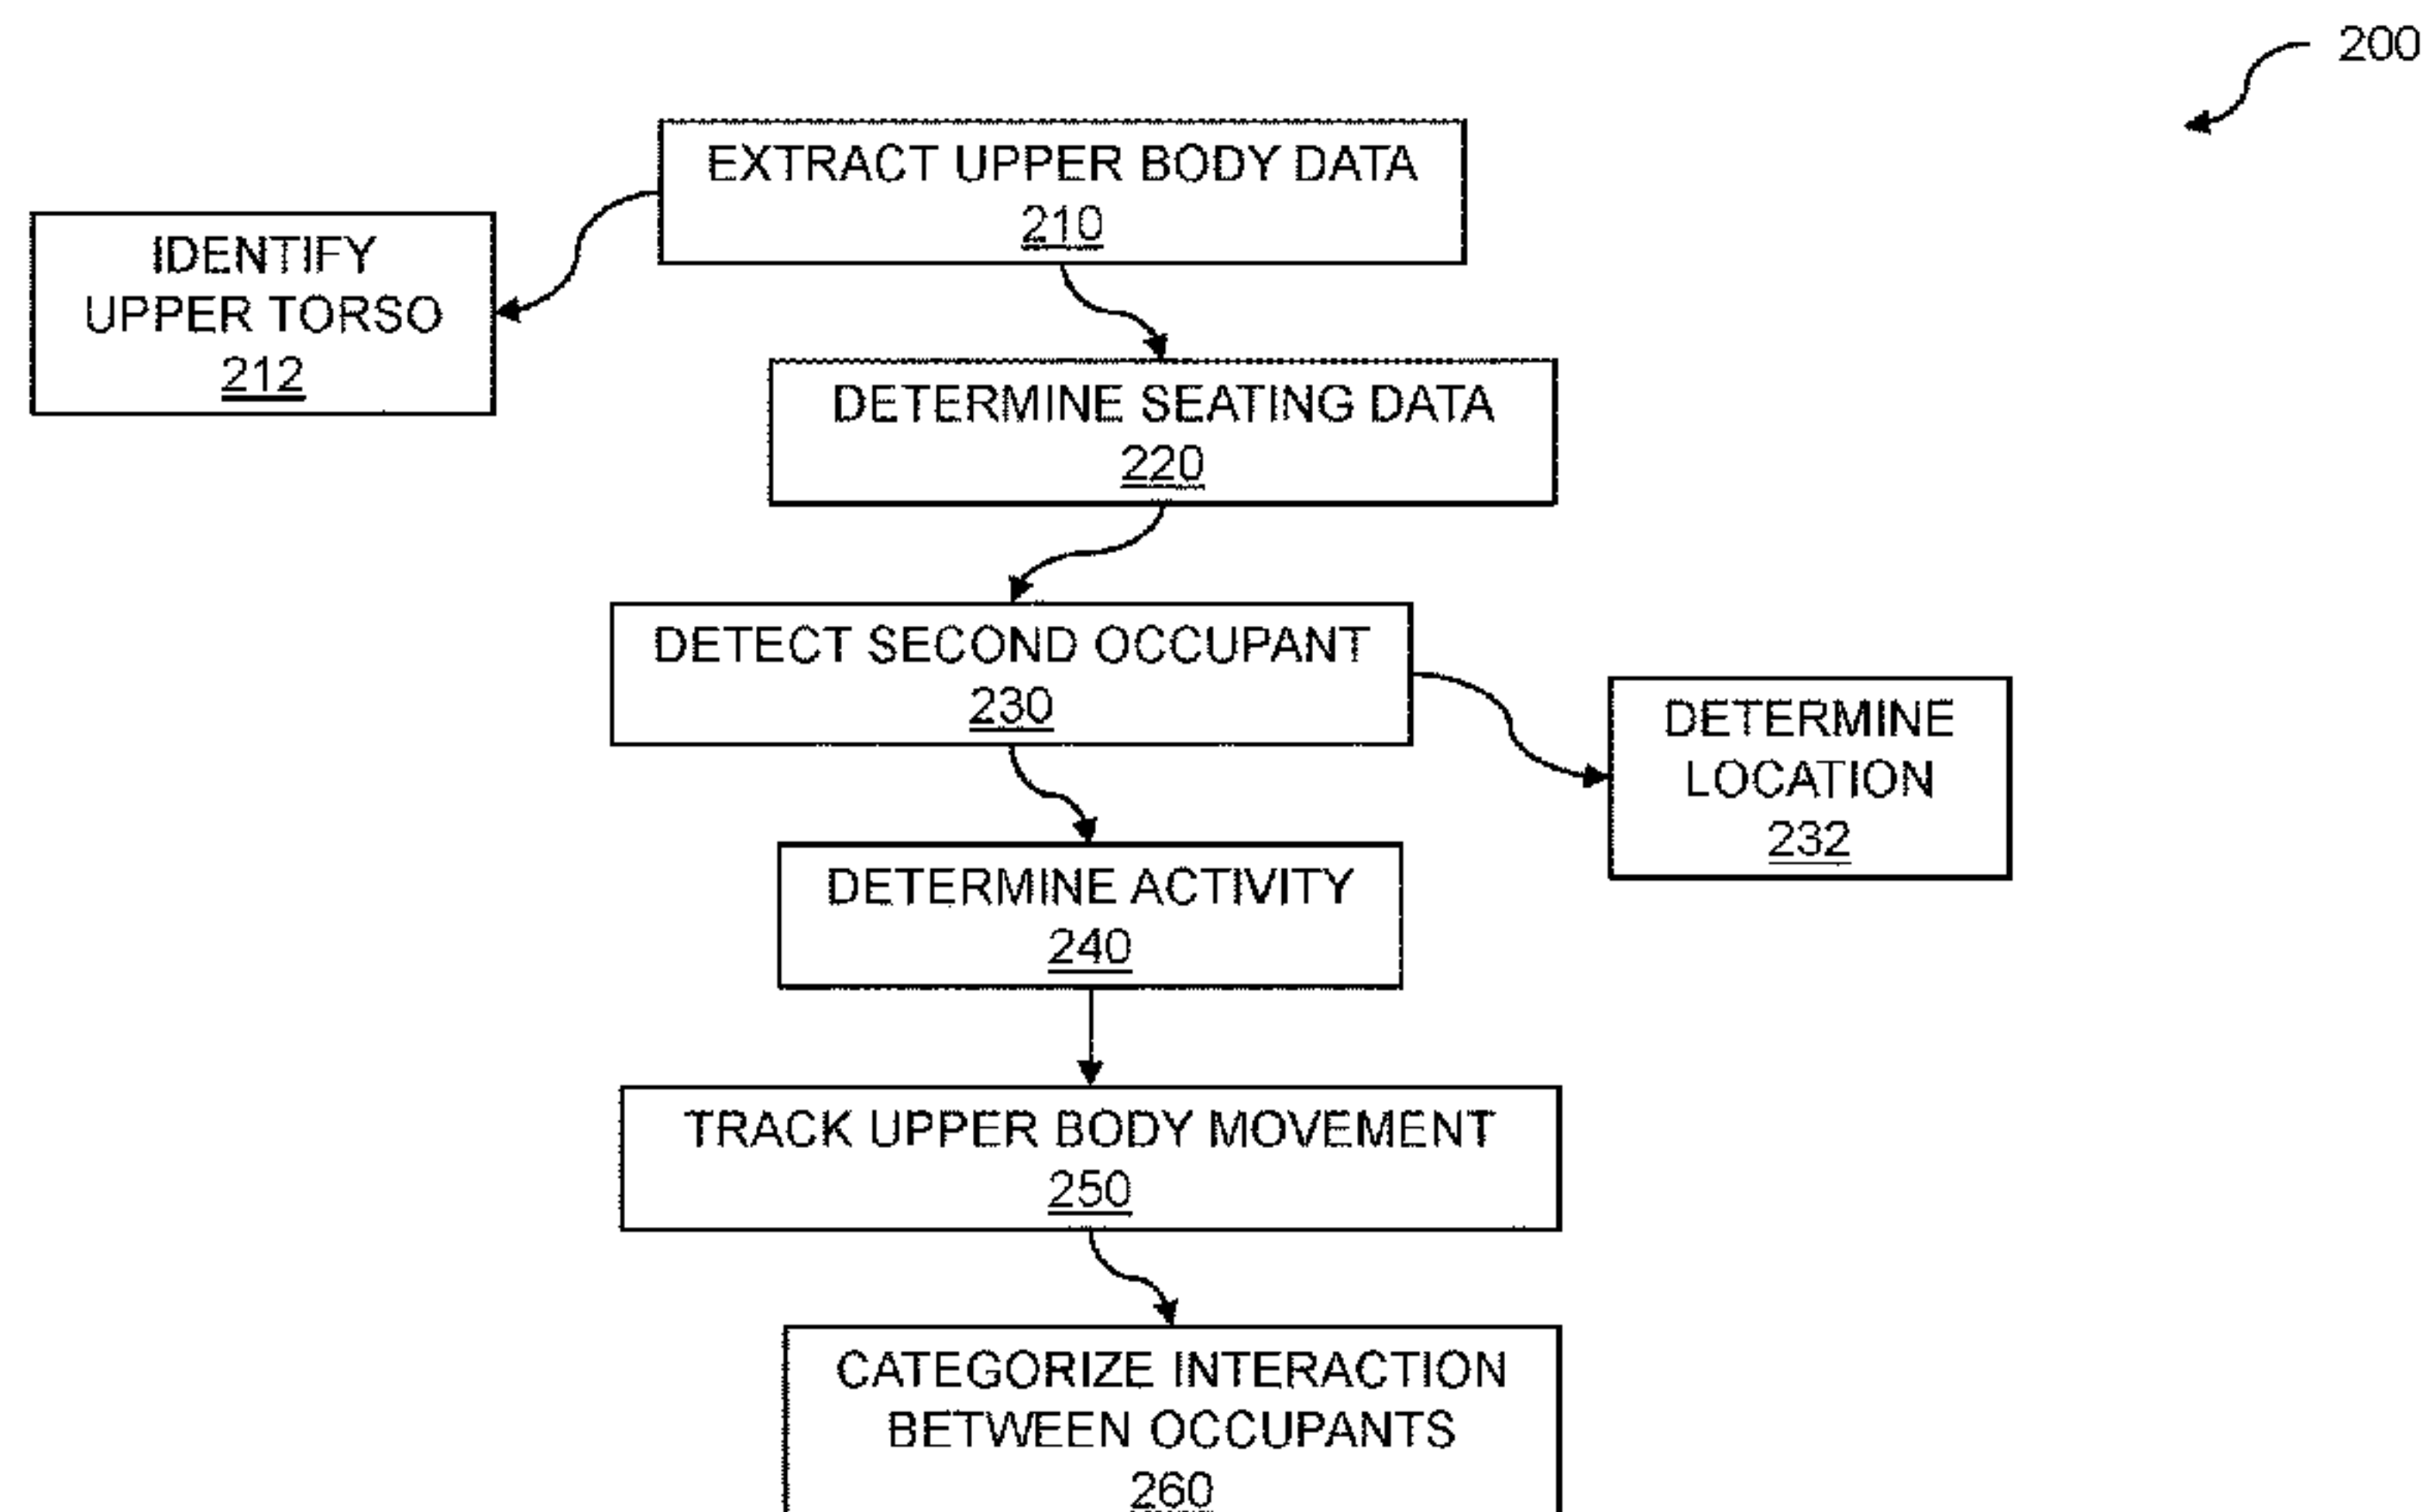 200
EXTRACT UPPER BODY DATA
210
IDENTIFY
UPPER TORSO
212
DETERMINE SEATING DATA
220
DETECT SECOND OCCUPANT
230
DETERMINE
LOCATION
232
DETERMINE ACTIVITY
240
TRACK UPPER BODY MOVEMENT
250
CATEGORIZE INTERACTION
BETWEEN OCCUPANTS
260